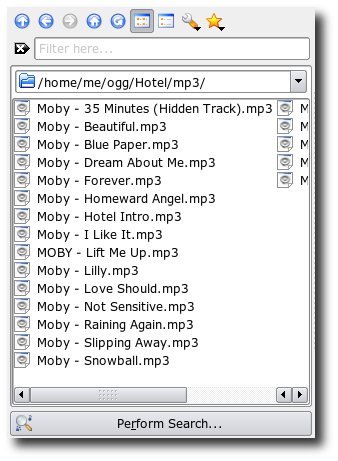 Filter here...
/home/me/ogg/Hotel/mp3/
Moby - 35 Minutes (Hidden Track).mp3
Moby - Beautiful.mp3
Moby - Blue Paper.mp3
Moby - Dream About Me.mp3
Moby - Forever.mp3
Moby - Homeward Angel.mp3
Moby - Hotel Intro.mp3
Moby - I Like It.mp3
MOBY - Lift Me Up.mp3
Moby - Lilly.mp3
Moby - Love Should.mp3
Moby - Not Sensitive.mp3
Moby - Raining Again.mp3
Moby - Slipping Away.mp3
Moby - Snowball.mp3
Perform Search...